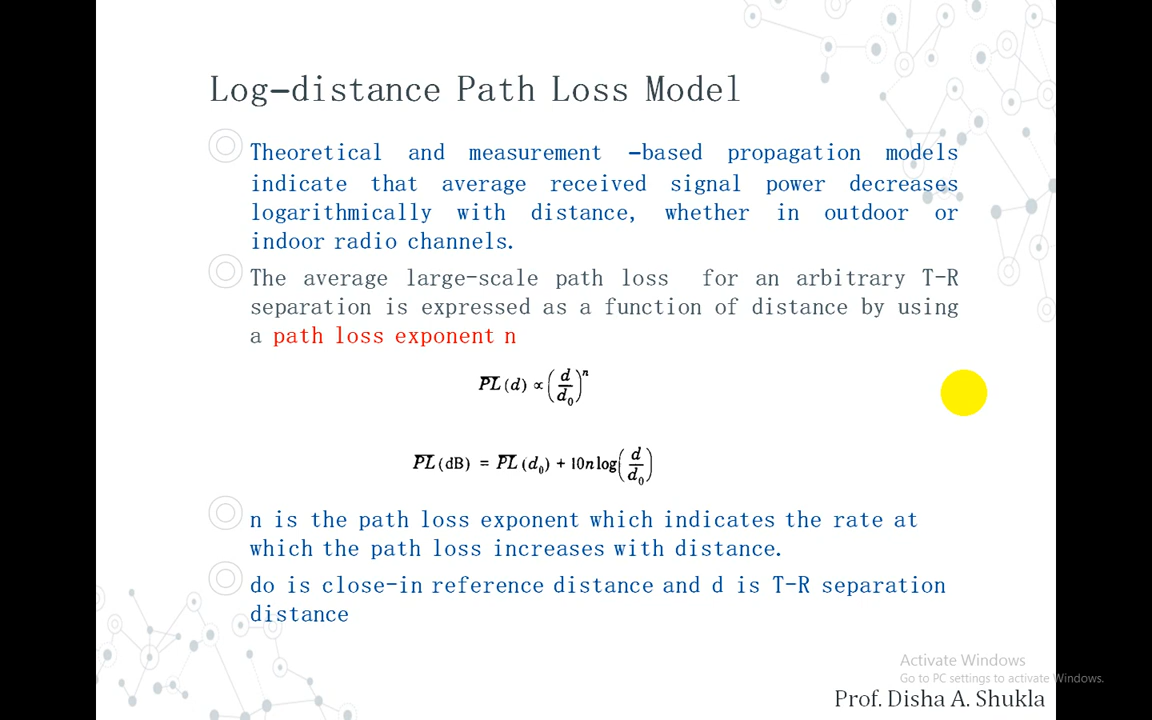 Log-distance Path Loss Model
Theoretical and measurement -based propagation models
indicate that average received signal power decreases
logarithmically with distance, whether in outdoor or
indoor radio channels.
The average large-scale path loss for an arbitrary T-R
separation is expressed as a function of distance by using
a path loss exponent n
P̅L̅(d) ∝ (d/d₀)ⁿ
P̅L̅(dB) = P̅L̅(d₀) + 10n log(d/d₀)
n is the path loss exponent which indicates the rate at
which the path loss increases with distance.
do is close-in reference distance and d is T-R separation
distance
Activate Windows
Go to PC settings to activate Windows.
Prof. Disha A. Shukla